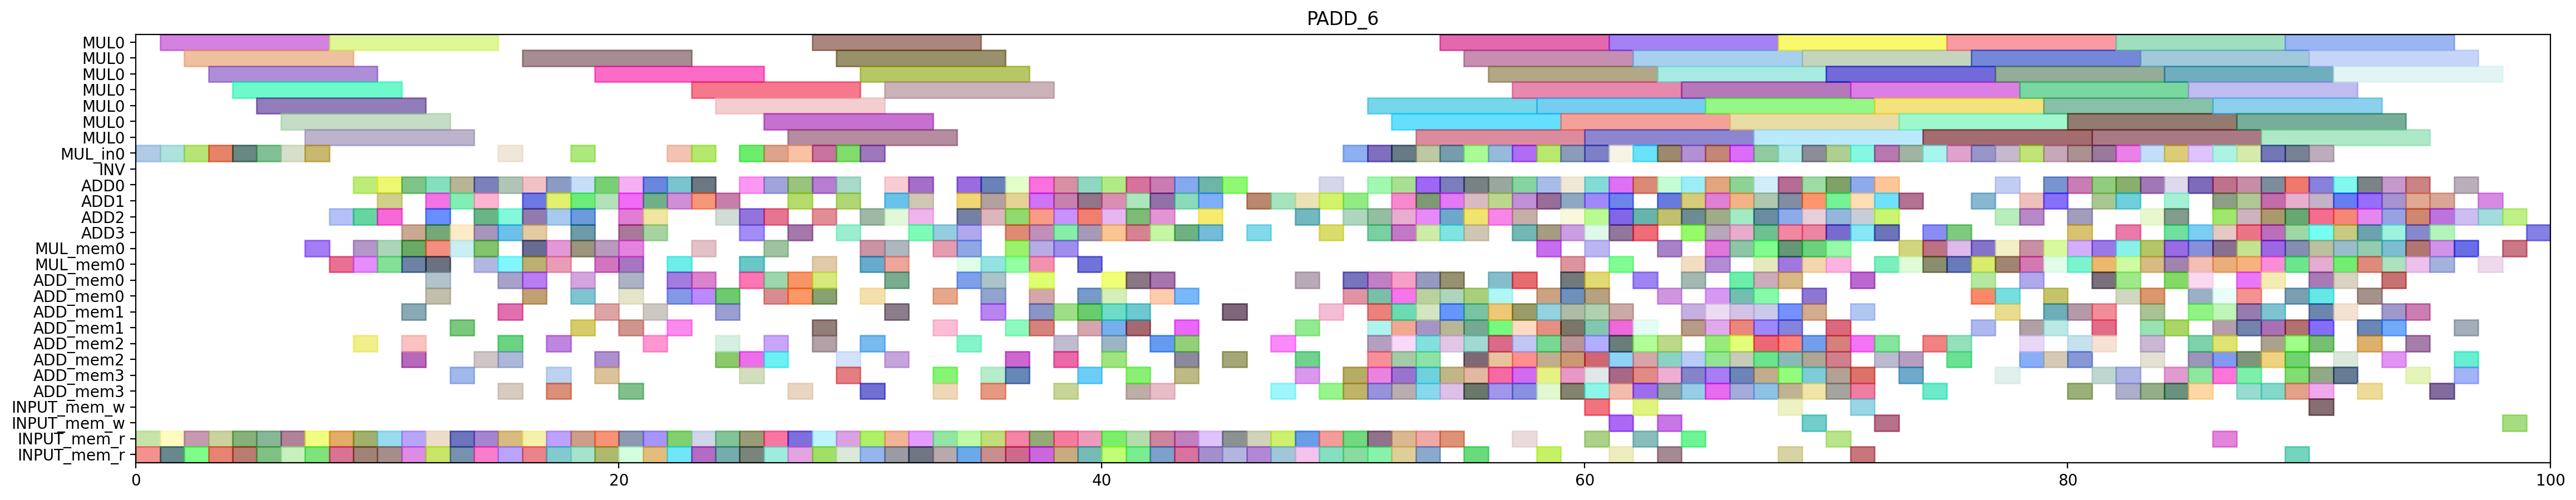 PADD_6
MUL0
MUL0
MUL0
MUL0
MUL0
MUL0
MUL0
MUL_in0
INV
ADD0
ADD1
ADD2
ADD3
MUL_mem0
MUL_mem0
ADD_mem0
ADD_mem0
ADD_mem1
ADD_mem1
ADD_mem2
ADD_mem2
ADD_mem3
ADD_mem3
INPUT_mem_w
INPUT_mem_w
INPUT_mem_r
INPUT_mem_r
0 20 40 60 80 100